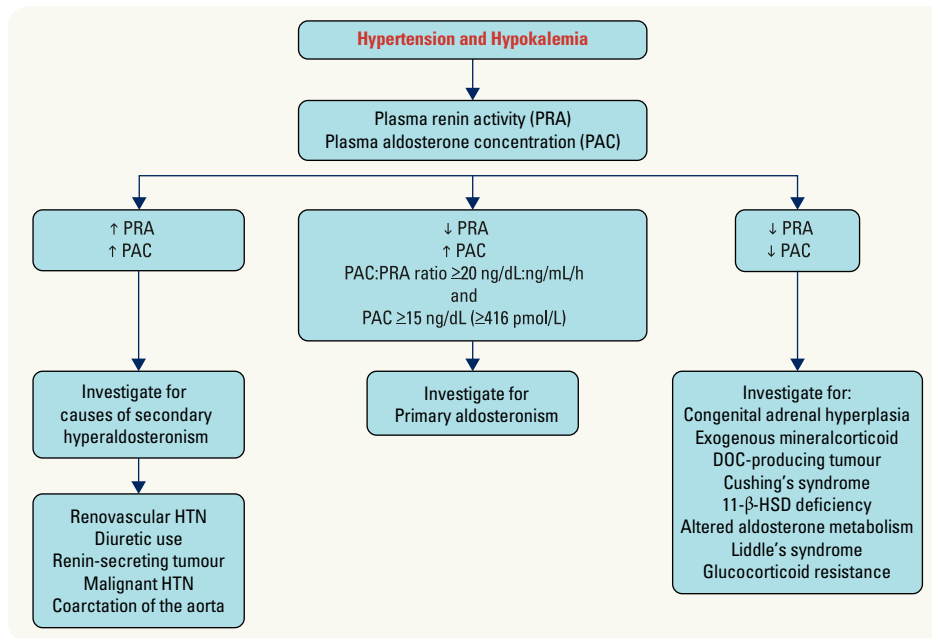 Hypertension and Hypokalemia
Plasma renin activity (PRA)
Plasma aldosterone concentration (PAC)
↑ PRA
↑ PAC
↓ PRA
↑ PAC
PAC:PRA ratio ≥20 ng/dL:ng/mL/h
and
PAC ≥15 ng/dL (≥416 pmol/L)
↓ PRA
↓ PAC
Investigate for
causes of secondary
hyperaldosteronism
Investigate for
Primary aldosteronism
Investigate for:
Congenital adrenal hyperplasia
Exogenous mineralcorticoid
DOC-producing tumour
Cushing's syndrome
11-β-HSD deficiency
Altered aldosterone metabolism
Liddle's syndrome
Glucocorticoid resistance
Renovascular HTN
Diuretic use
Renin-secreting tumour
Malignant HTN
Coarctation of the aorta